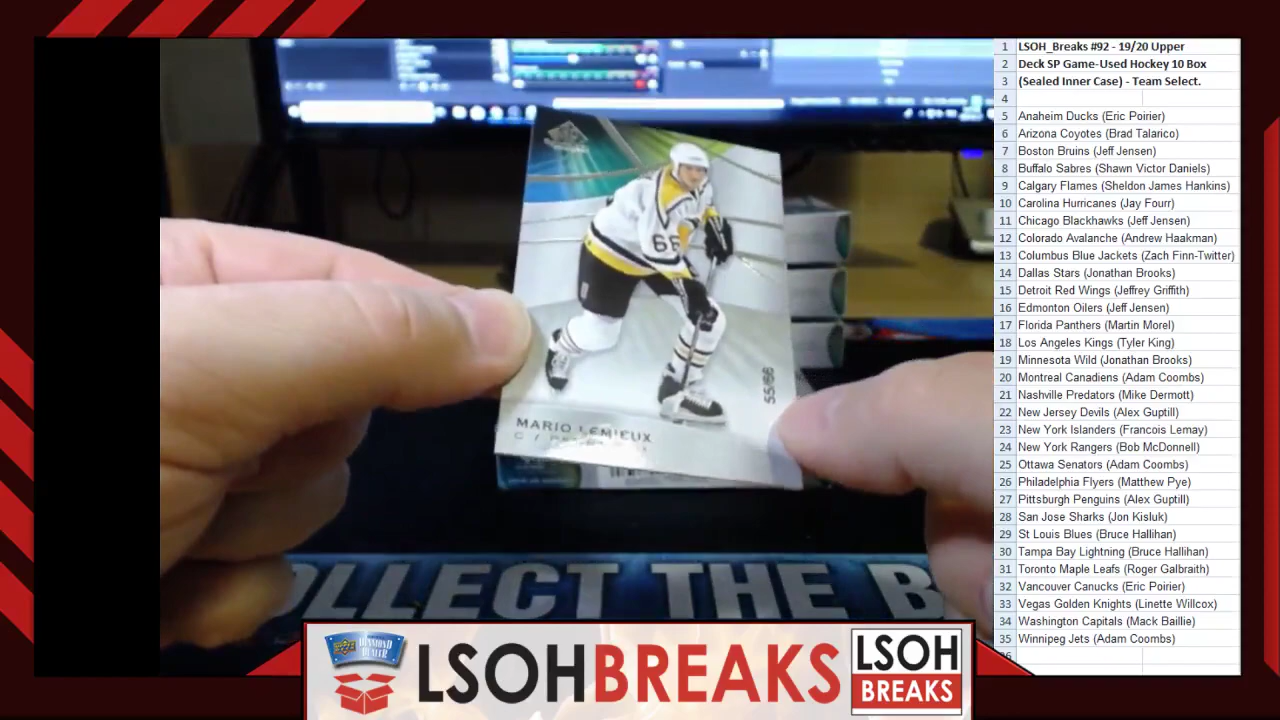 MARIO LEMIEUX
66
55/66
COLLECT THE B
1 LSOH_Breaks #92 - 19/20 Upper
2 Deck SP Game-Used Hockey 10 Box
3 (Sealed Inner Case) - Team Select.
4
5 Anaheim Ducks (Eric Poirier)
6 Arizona Coyotes (Brad Talarico)
7 Boston Bruins (Jeff Jensen)
8 Buffalo Sabres (Shawn Victor Daniels)
9 Calgary Flames (Sheldon James Hankins)
10 Carolina Hurricanes (Jay Fourr)
11 Chicago Blackhawks (Jeff Jensen)
12 Colorado Avalanche (Andrew Haakman)
13 Columbus Blue Jackets (Zach Finn-Twitter)
14 Dallas Stars (Jonathan Brooks)
15 Detroit Red Wings (Jeffrey Griffith)
16 Edmonton Oilers (Jeff Jensen)
17 Florida Panthers (Martin Morel)
18 Los Angeles Kings (Tyler King)
19 Minnesota Wild (Jonathan Brooks)
20 Montreal Canadiens (Adam Coombs)
21 Nashville Predators (Mike Dermott)
22 New Jersey Devils (Alex Guptill)
23 New York Islanders (Francois Lemay)
24 New York Rangers (Bob McDonnell)
25 Ottawa Senators (Adam Coombs)
26 Philadelphia Flyers (Matthew Pye)
27 Pittsburgh Penguins (Alex Guptill)
28 San Jose Sharks (Jon Kisluk)
29 St Louis Blues (Bruce Hallihan)
30 Tampa Bay Lightning (Bruce Hallihan)
31 Toronto Maple Leafs (Roger Galbraith)
32 Vancouver Canucks (Eric Poirier)
33 Vegas Golden Knights (Linette Willcox)
34 Washington Capitals (Mack Baillie)
35 Winnipeg Jets (Adam Coombs)
DIAMOND
DEALER
LSOHBREAKS
LSOH
BREAKS